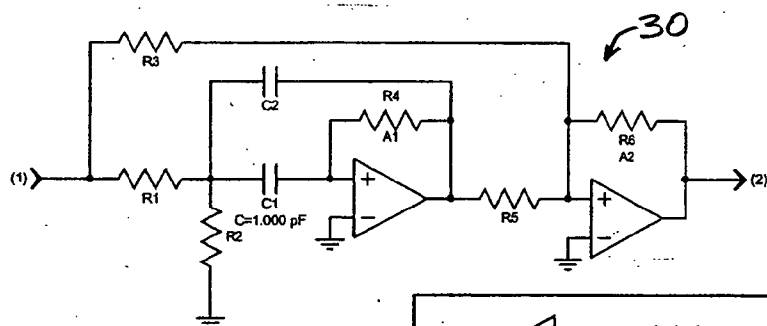 30
R3
C2
R4
A1
R6
A2
(1)
R1
C1
C=1.000 pF
R2
+
−
R5
+
−
(2)